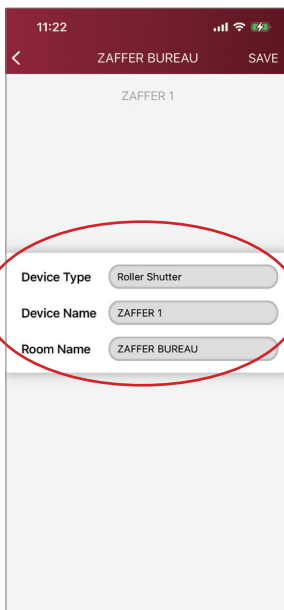 11:22
ZAFFER BUREAU SAVE
ZAFFER 1
Device Type Roller Shutter
Device Name ZAFFER 1
Room Name ZAFFER BUREAU